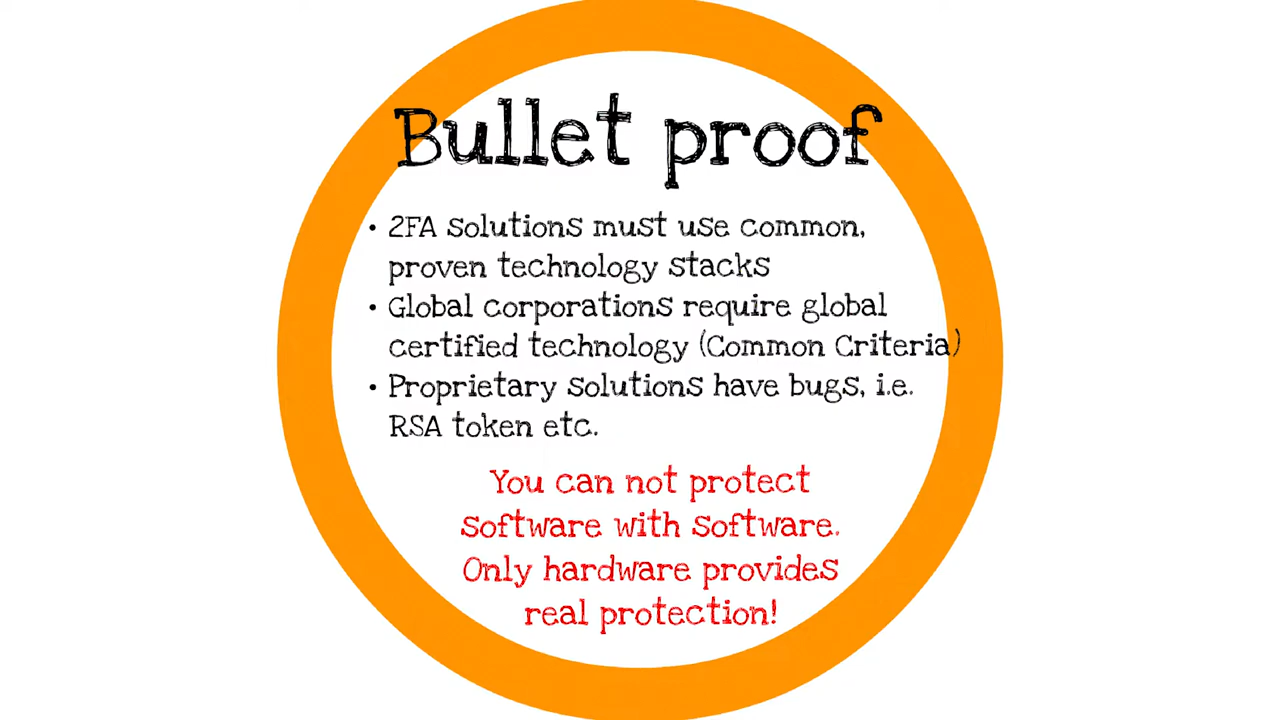 Bullet proof
• 2FA solutions must use common,
proven technology stacks
• Global corporations require global
certified technology (Common Criteria)
• Proprietary solutions have bugs, i.e.
RSA token etc.
You can not protect
software with software.
Only hardware provides
real protection!